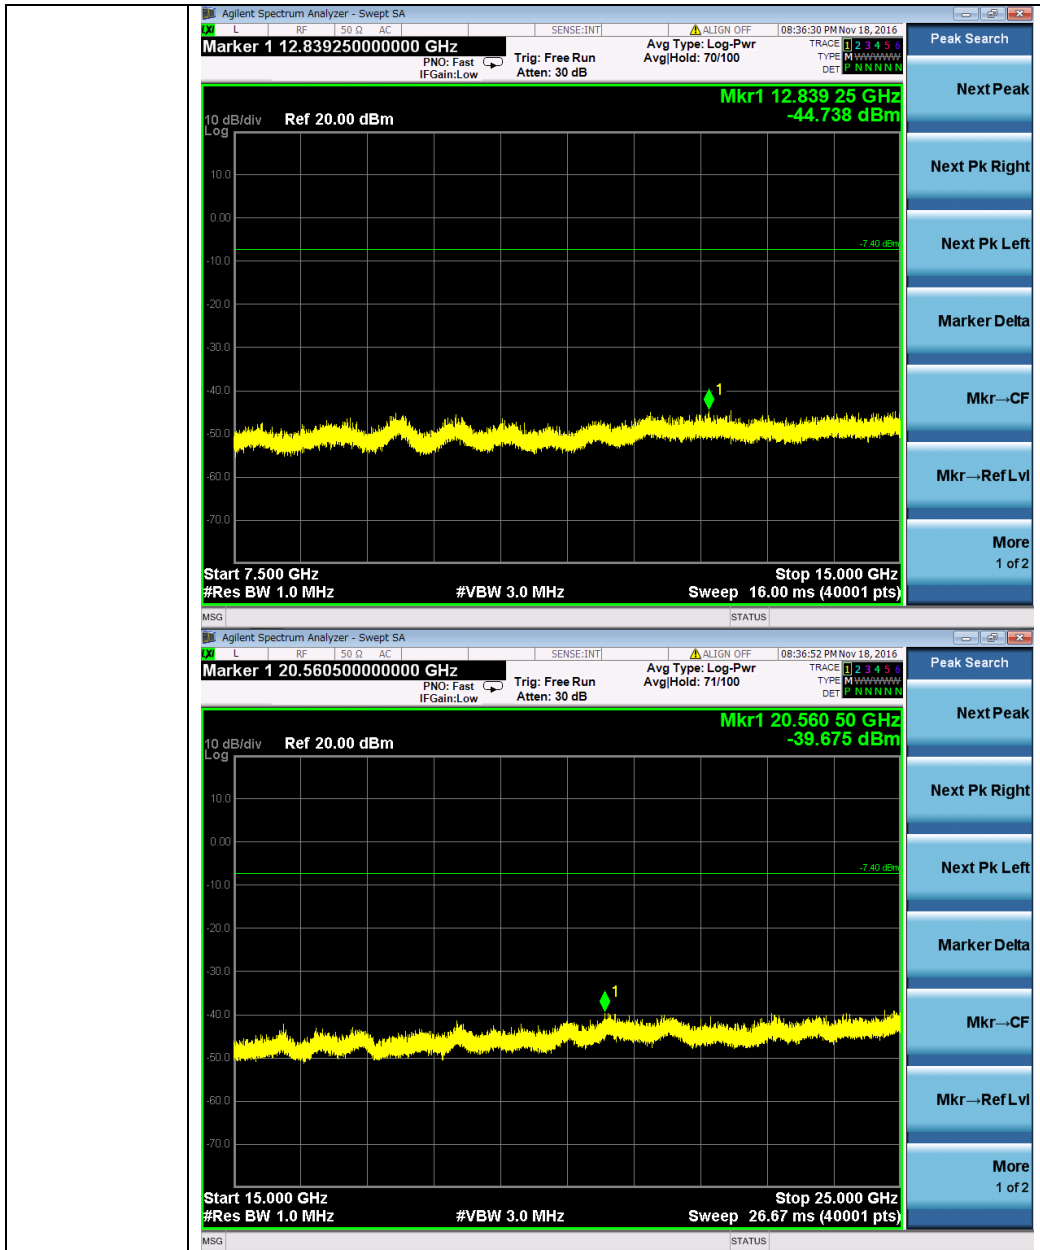 Agilent Spectrum Analyzer - Swept SA
LXI L RF 50 Ω AC SENSE:INT ALIGN OFF 08:36:30 PM Nov 18, 2016
Marker 1 12.839250000000 GHz
PNO: Fast
IFGain:Low
Trig: Free Run
Atten: 30 dB
Avg Type: Log-Pwr
Avg|Hold: 70/100
TRACE 1 2 3 4 5 6
TYPE M WWWWW
DET P N N N N N
Peak Search
Next Peak
Next Pk Right
Next Pk Left
Marker Delta
Mkr→CF
Mkr→Ref Lvl
More
1 of 2
Mkr1 12.839 25 GHz
-44.738 dBm
10 dB/div Ref 20.00 dBm
Log
10.0
0.00
-7.40 dBm
-10.0
-20.0
-30.0
-40.0
1
-50.0
-60.0
-70.0
Start 7.500 GHz Stop 15.000 GHz
#Res BW 1.0 MHz #VBW 3.0 MHz Sweep 16.00 ms (40001 pts)
MSG STATUS
Agilent Spectrum Analyzer - Swept SA
LXI L RF 50 Ω AC SENSE:INT ALIGN OFF 08:36:52 PM Nov 18, 2016
Marker 1 20.560500000000 GHz
PNO: Fast
IFGain:Low
Trig: Free Run
Atten: 30 dB
Avg Type: Log-Pwr
Avg|Hold: 71/100
TRACE 1 2 3 4 5 6
TYPE M WWWWW
DET P N N N N N
Peak Search
Next Peak
Next Pk Right
Next Pk Left
Marker Delta
Mkr→CF
Mkr→Ref Lvl
More
1 of 2
Mkr1 20.560 50 GHz
-39.675 dBm
10 dB/div Ref 20.00 dBm
Log
10.0
0.00
-7.40 dBm
-10.0
-20.0
-30.0
1
-40.0
-50.0
-60.0
-70.0
Start 15.000 GHz Stop 25.000 GHz
#Res BW 1.0 MHz #VBW 3.0 MHz Sweep 26.67 ms (40001 pts)
MSG STATUS